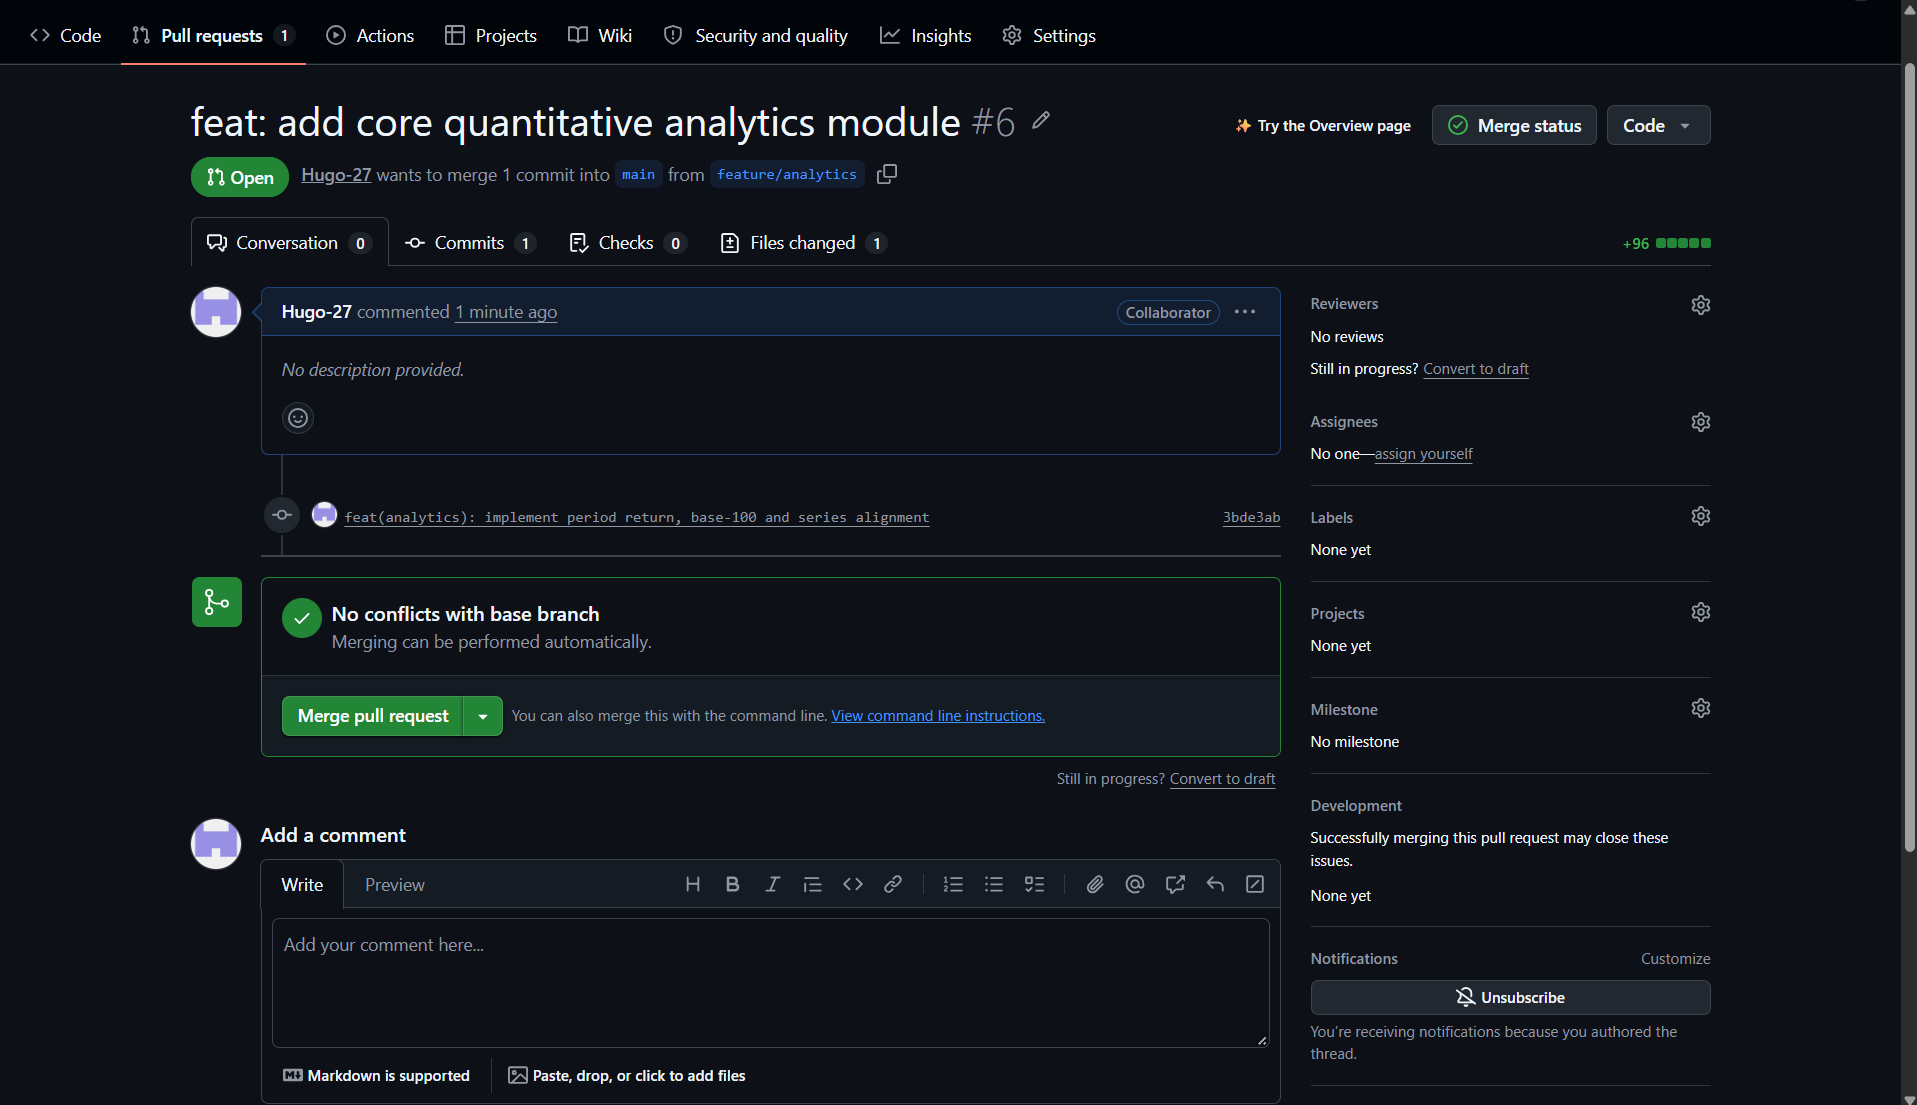 Code
Pull requests 1
Actions
Projects
Wiki
Security and quality
Insights
Settings
feat: add core quantitative analytics module #6
Try the Overview page
Merge status
Code
Open
Hugo-27 wants to merge 1 commit into main from feature/analytics
Conversation 0
Commits 1
Checks 0
Files changed 1
+96
Hugo-27 commented 1 minute ago
Collaborator
No description provided.
feat(analytics): implement period return, base-100 and series alignment
3bde3ab
No conflicts with base branch
Merging can be performed automatically.
Merge pull request
You can also merge this with the command line. View command line instructions.
Still in progress? Convert to draft
Add a comment
Write
Preview
Add your comment here...
Markdown is supported
Paste, drop, or click to add files
Reviewers
No reviews
Still in progress? Convert to draft
Assignees
No one—assign yourself
Labels
None yet
Projects
None yet
Milestone
No milestone
Development
Successfully merging this pull request may close these
issues.
None yet
Notifications
Customize
Unsubscribe
You're receiving notifications because you authored the
thread.